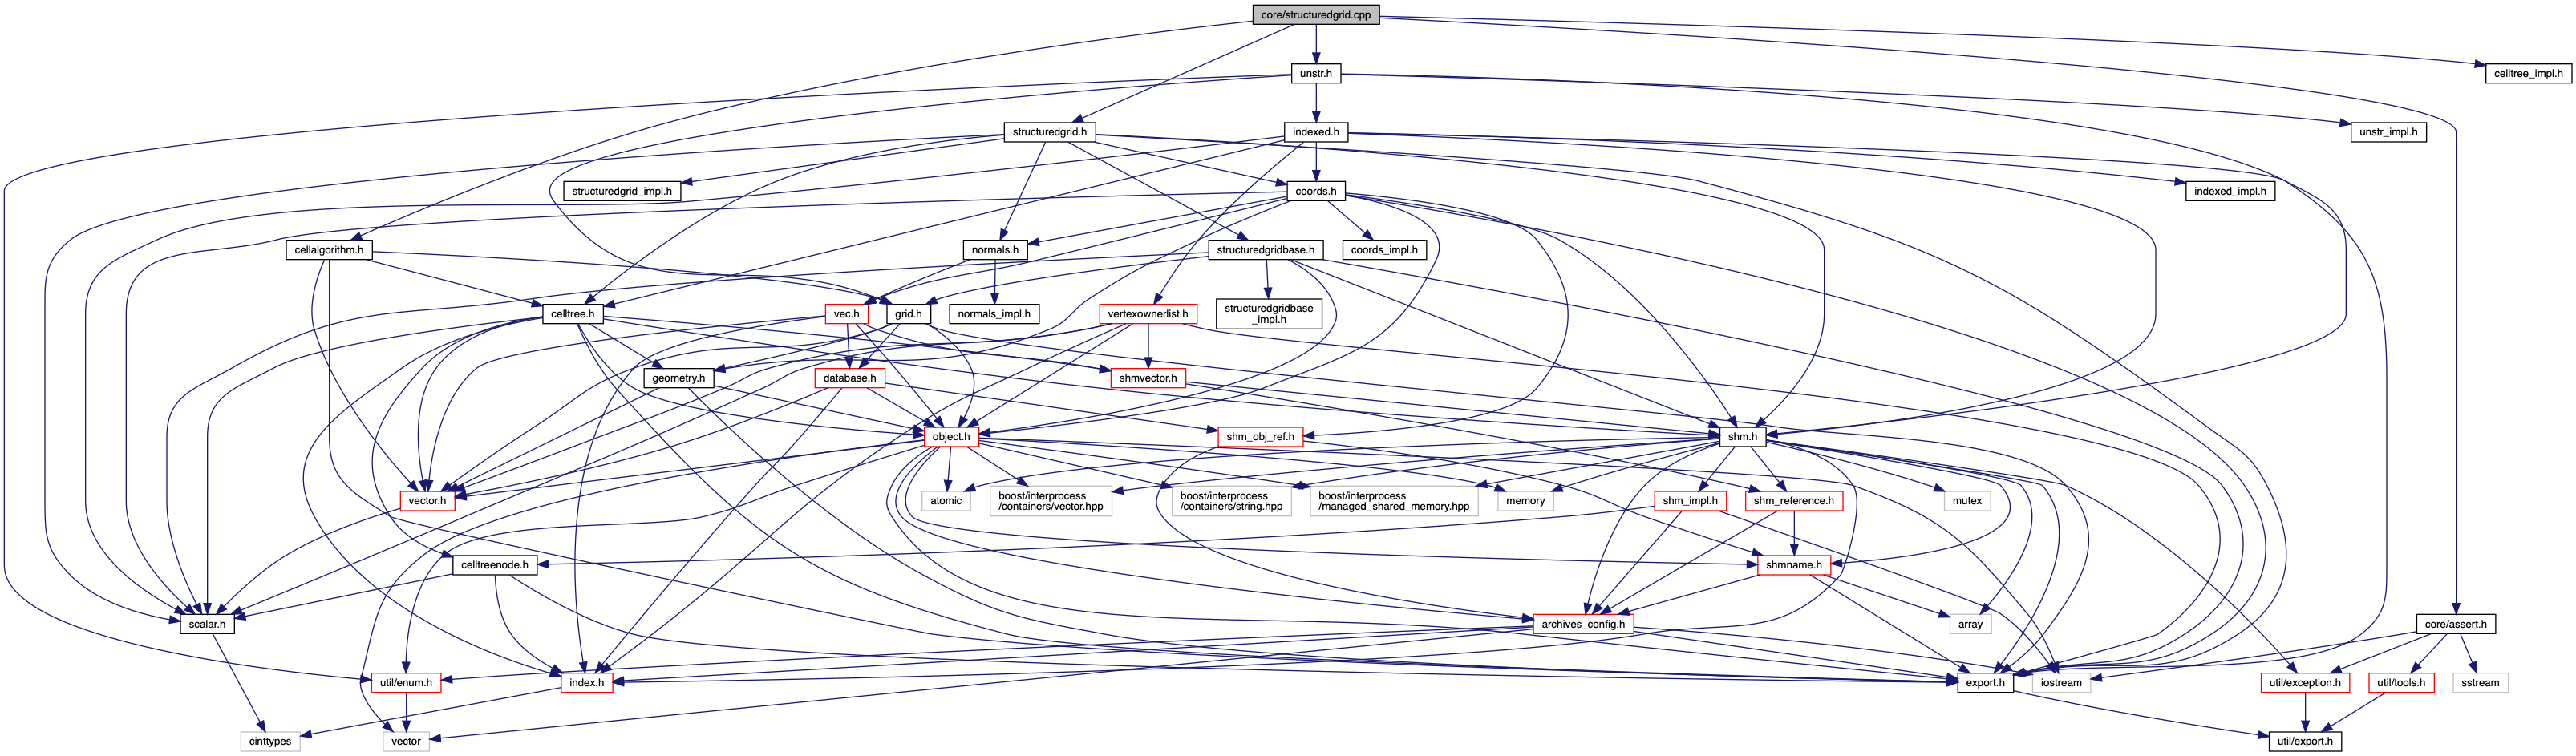 core/structuredgrid.cpp
unstr.h
celltree_impl.h
structuredgrid.h
indexed.h
unstr_impl.h
structuredgrid_impl.h
coords.h
indexed_impl.h
cellalgorithm.h
normals.h
structuredgridbase.h
coords_impl.h
celltree.h
vec.h
grid.h
normals_impl.h
vertexownerlist.h
structuredgridbase
_impl.h
geometry.h
database.h
shmvector.h
object.h
shm_obj_ref.h
shm.h
vector.h
atomic
boost/interprocess
/containers/vector.hpp
boost/interprocess
/containers/string.hpp
boost/interprocess
/managed_shared_memory.hpp
memory
shm_impl.h
shm_reference.h
mutex
celltreenode.h
shmname.h
scalar.h
archives_config.h
array
core/assert.h
util/enum.h
index.h
export.h
iostream
util/exception.h
util/tools.h
sstream
cinttypes
vector
util/export.h